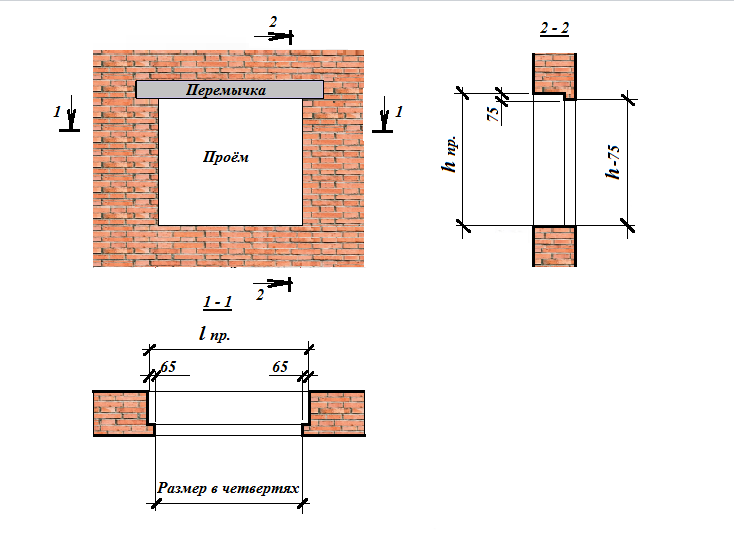 2
2 - 2
Перемычка
1
1
75
Проём
h пр.
h-75
2
1 - 1
l пр.
65
65
Размер в четвертях